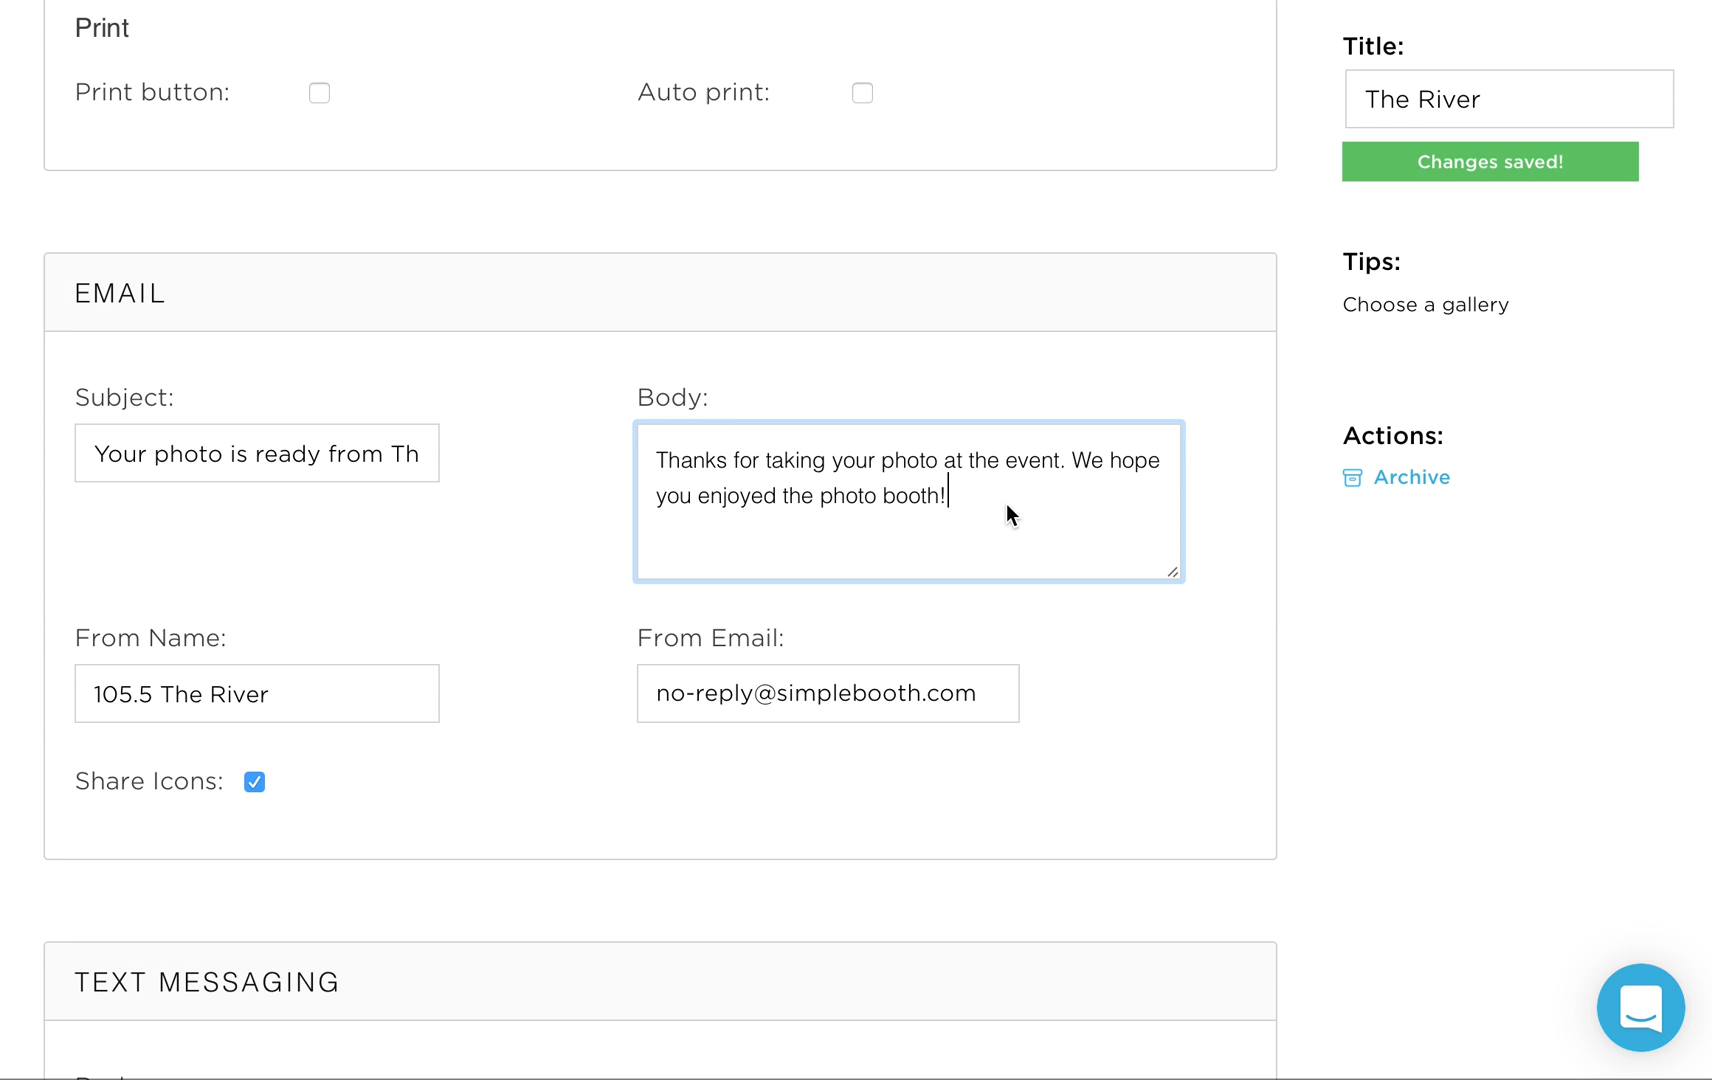 Print
Print button:
Auto print:
Title:
The River
Changes saved!
EMAIL
Tips:
Choose a gallery
Subject:
Your photo is ready from Th
Body:
Thanks for taking your photo at the event. We hope
you enjoyed the photo booth!
Actions:
Archive
From Name:
105.5 The River
From Email:
no-reply@simplebooth.com
Share Icons:
TEXT MESSAGING